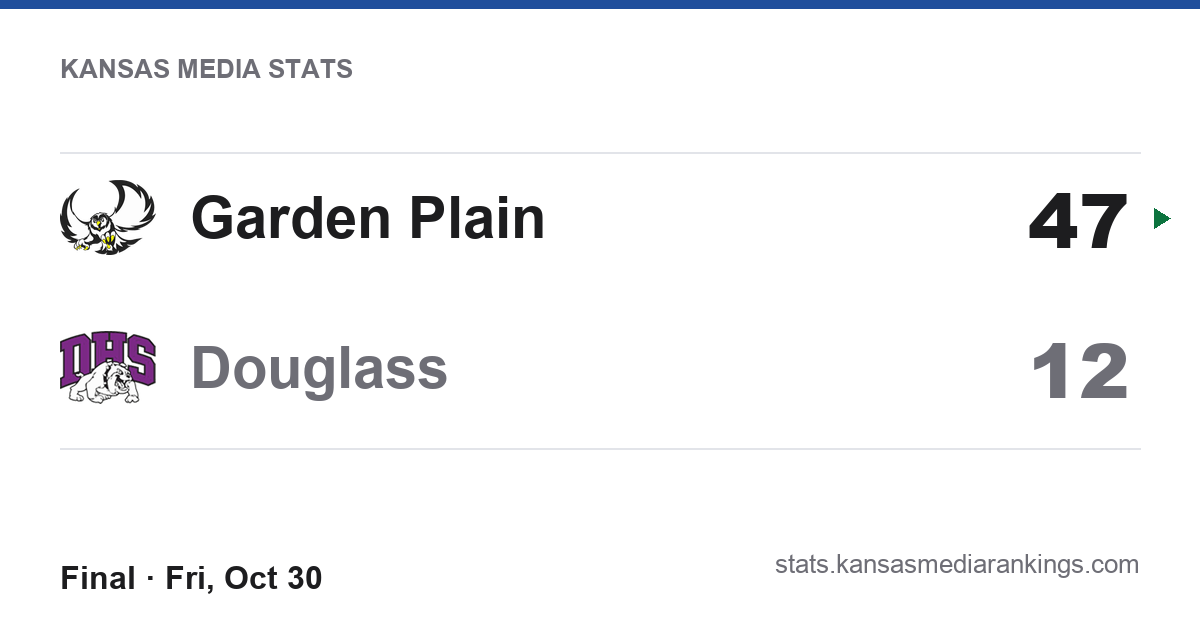 KANSAS MEDIA STATS
Garden Plain 47
DHS
Douglass 12
Final · Fri, Oct 30
stats.kansasmediarankings.com